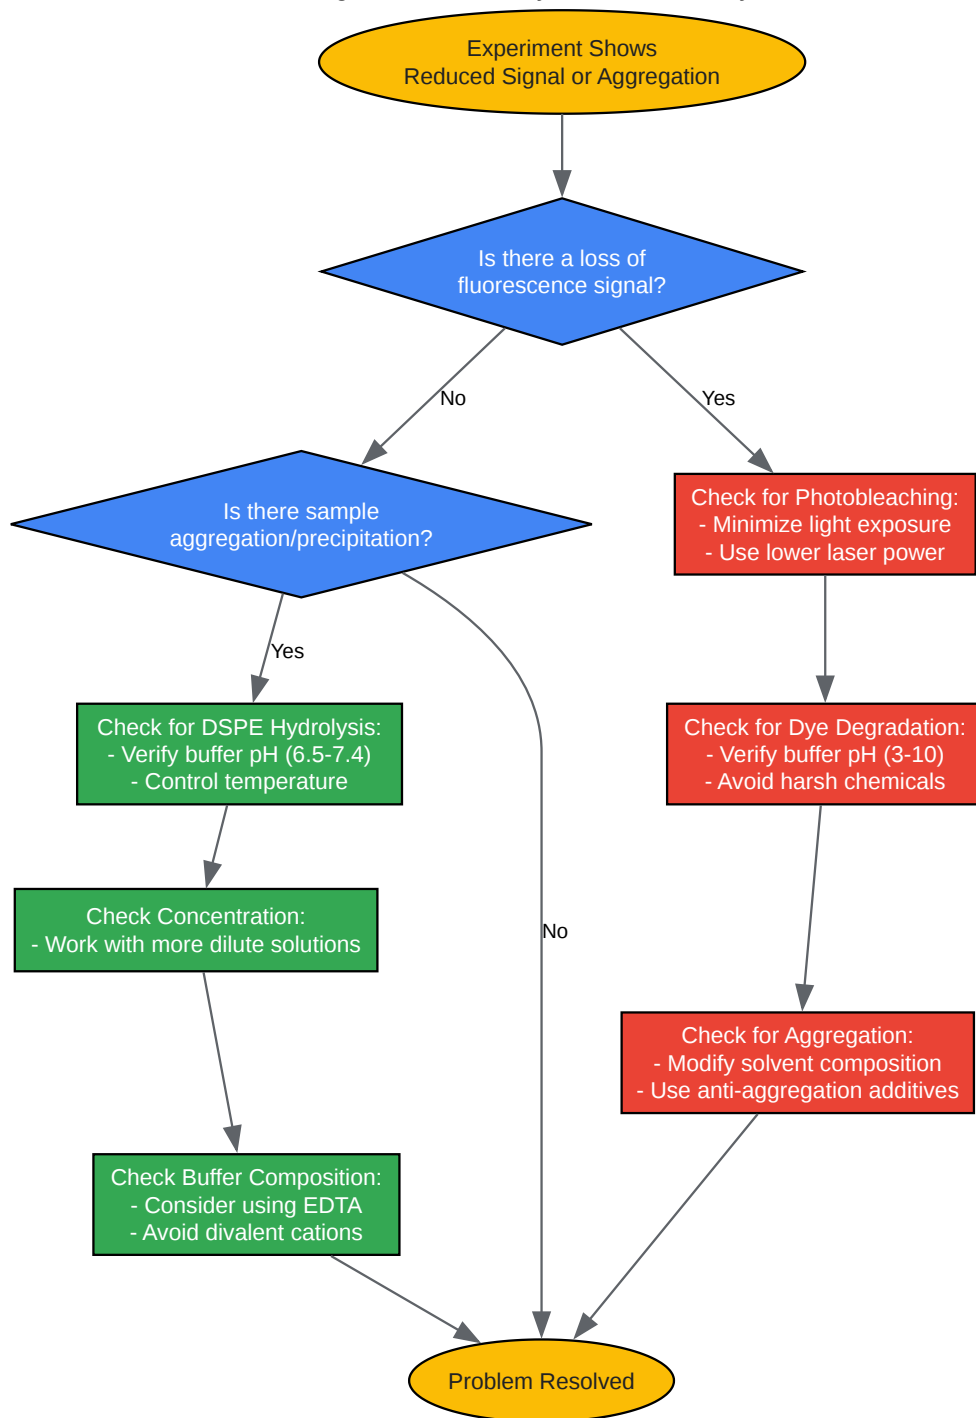 Experiment Shows
Reduced Signal or Aggregation
Is there a loss of
fluorescence signal?
No
Yes
Is there sample
aggregation/precipitation?
Check for Photobleaching:
- Minimize light exposure
- Use lower laser power
Yes
Check for DSPE Hydrolysis:
- Verify buffer pH (6.5-7.4)
- Control temperature
Check for Dye Degradation:
- Verify buffer pH (3-10)
- Avoid harsh chemicals
Check Concentration:
- Work with more dilute solutions
No
Check for Aggregation:
- Modify solvent composition
- Use anti-aggregation additives
Check Buffer Composition:
- Consider using EDTA
- Avoid divalent cations
Problem Resolved